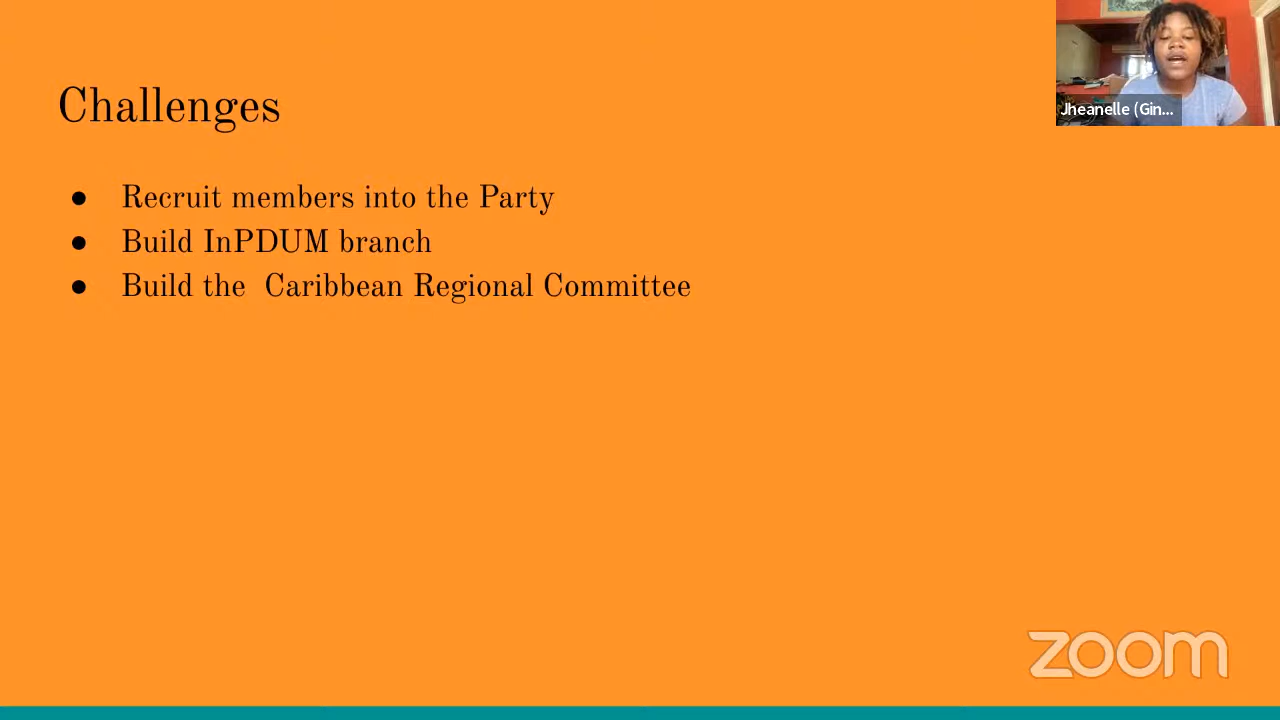 Challenges
Jheanelle (Gin...
● Recruit members into the Party
● Build InPDUM branch
● Build the  Caribbean Regional Committee
zoom